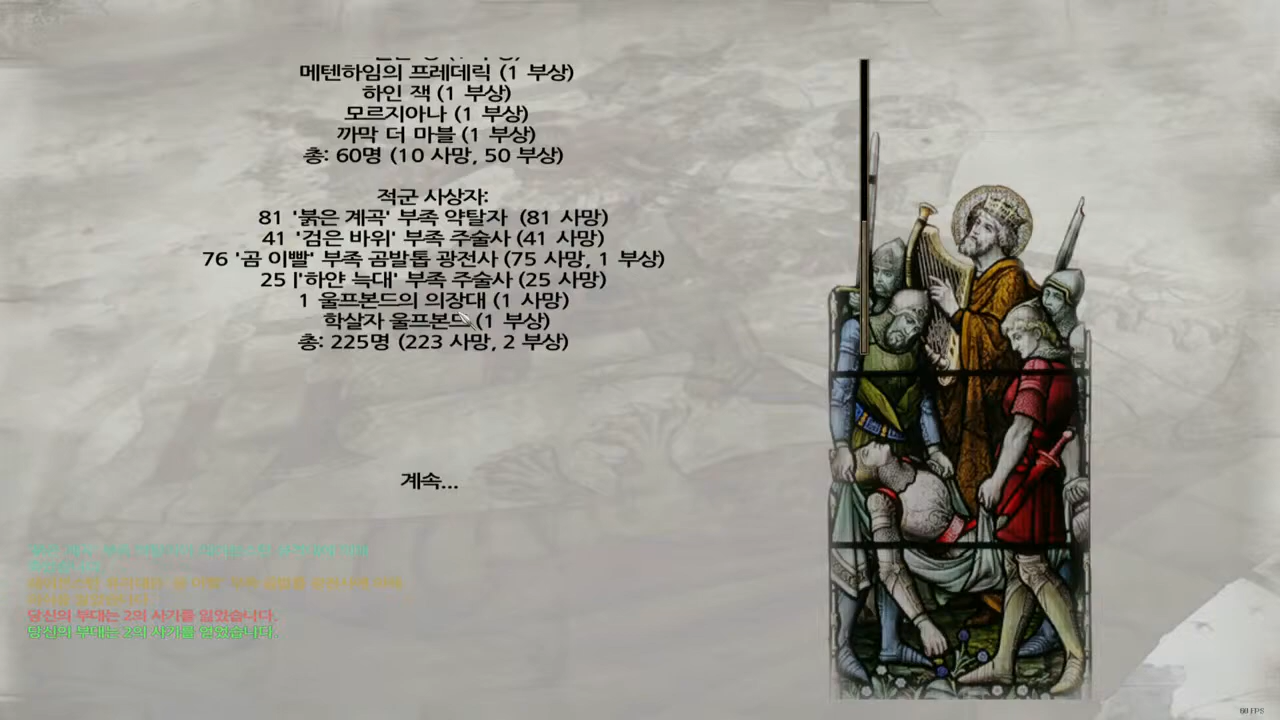 메텐하임의 프레데릭 (1 부상)
하인 잭 (1 부상)
모르지아나 (1 부상)
까막 더 마블 (1 부상)
총: 60명 (10 사망, 50 부상)
적군 사상자:
81 '붉은 계곡' 부족 약탈자 (81 사망)
41 '검은 바위' 부족 주술사 (41 사망)
76 '곰 이빨' 부족 곰발톱 광전사 (75 사망, 1 부상)
25 |'하얀 늑대' 부족 주술사 (25 사망)
1 울프본드의 의장대 (1 사망)
학살자 울프본드 (1 부상)
총: 225명 (223 사망, 2 부상)
계속...
당신의 부대는 2의 사기를 잃었습니다.
당신의 부대는 2의 사기를 얻었습니다.
60 FPS